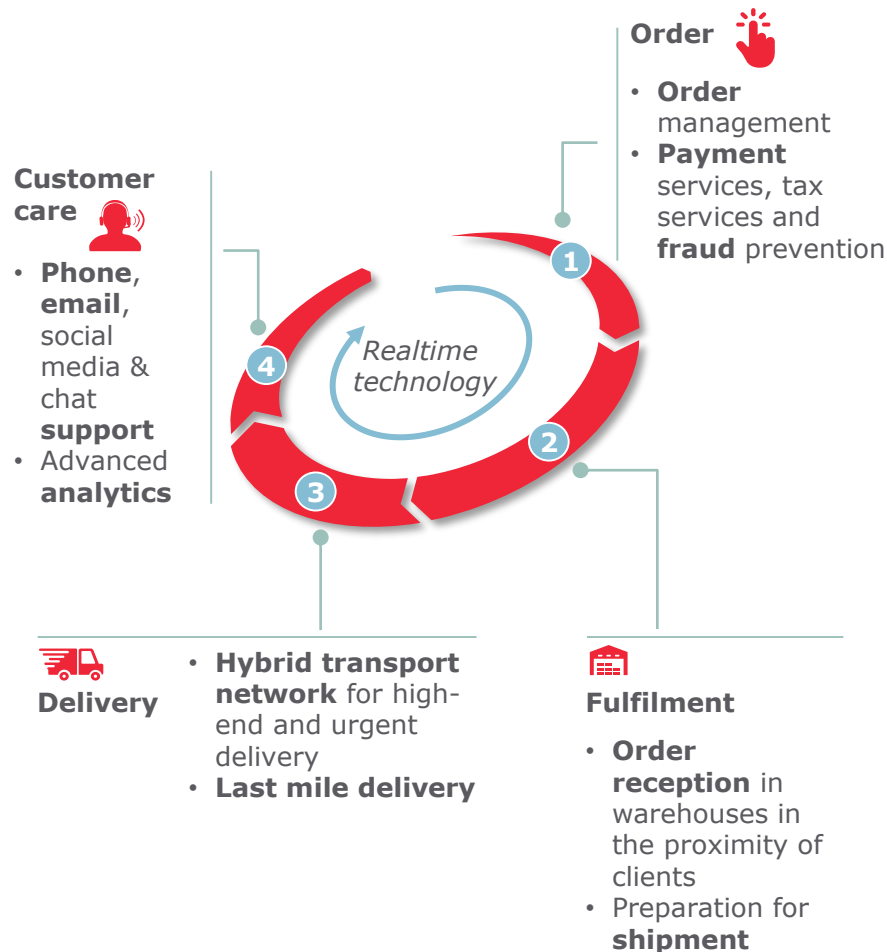 Order
• Order
management
• Payment
services, tax
services and
fraud prevention
1
Customer
care
• Phone,
email,
social
media &
chat
support
• Advanced
analytics
4
Realtime
technology
2
3
Delivery
• Hybrid transport
network for high-
end and urgent
delivery
• Last mile delivery
Fulfilment
• Order
reception in
warehouses in
the proximity of
clients
• Preparation for
shipment